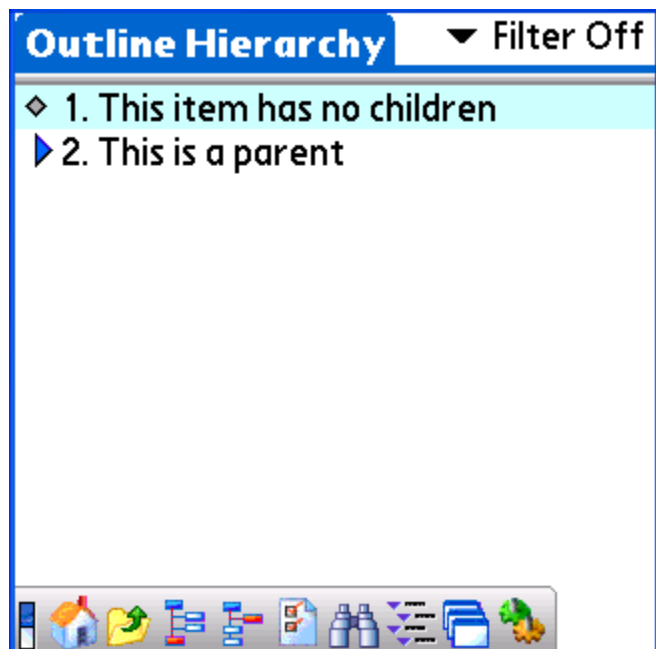 Outline Hierarchy
Filter Off
1. This item has no children
2. This is a parent